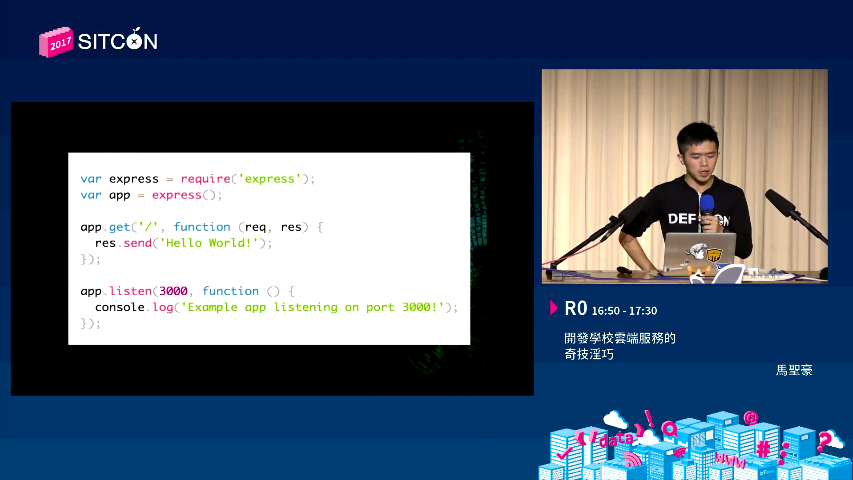 2017 SITCON
var express = require('express');
var app = express();
app.get('/', function (req, res) {
res.send('Hello World!');
});
app.listen(3000, function () {
console.log('Example app listening on port 3000!');
});
R0 16:50 - 17:30
開發學校雲端服務的
奇技淫巧
馬聖豪
data
www